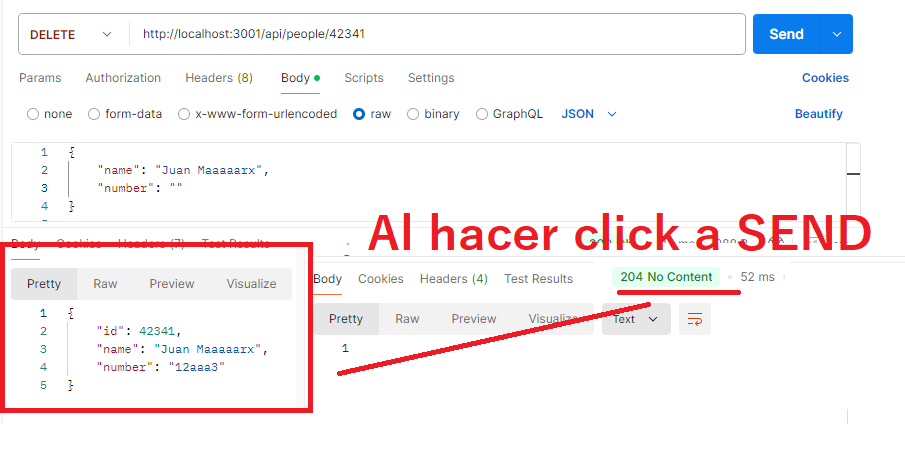 DELETE http://localhost:3001/api/people/42341 Send
Params Authorization Headers (8) Body Scripts Settings Cookies
none form-data x-www-form-urlencoded raw binary GraphQL JSON Beautify
1 {
2 "name": "Juan Maaaaarx",
3 "number": ""
4 }
Al hacer click a SEND
Body Cookies Headers (7) Test Results
Pretty Raw Preview Visualize
1 {
2 "id": 42341,
3 "name": "Juan Maaaaarx",
4 "number": "12aaa3"
5 }
Body Cookies Headers (4) Test Results 204 No Content 52 ms
Pretty Raw Preview Visualize Text
1